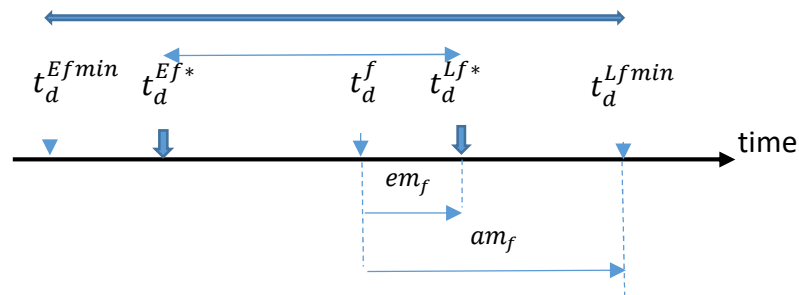 t_d^{Efmin} t_d^{Ef*} t_d^{f} t_d^{Lf*} t_d^{Lfmin}
time
em_f
am_f